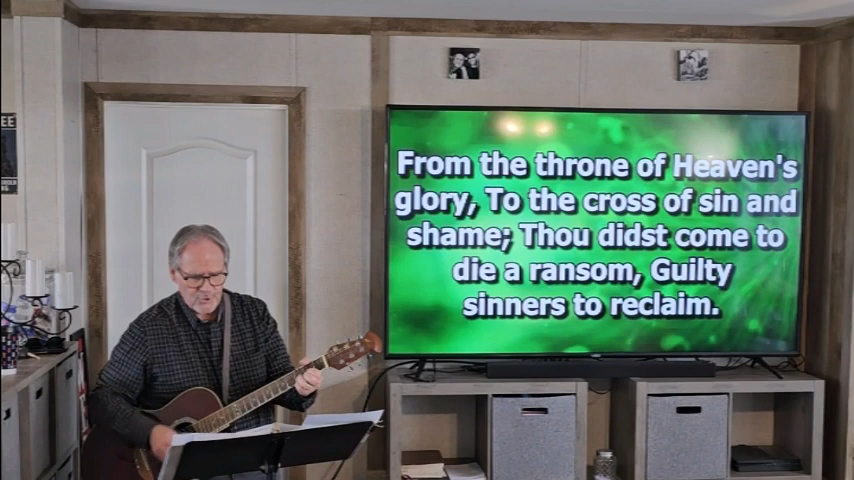 From the throne of Heaven's
glory, To the cross of sin and
shame; Thou didst come to
die a ransom, Guilty
sinners to reclaim.